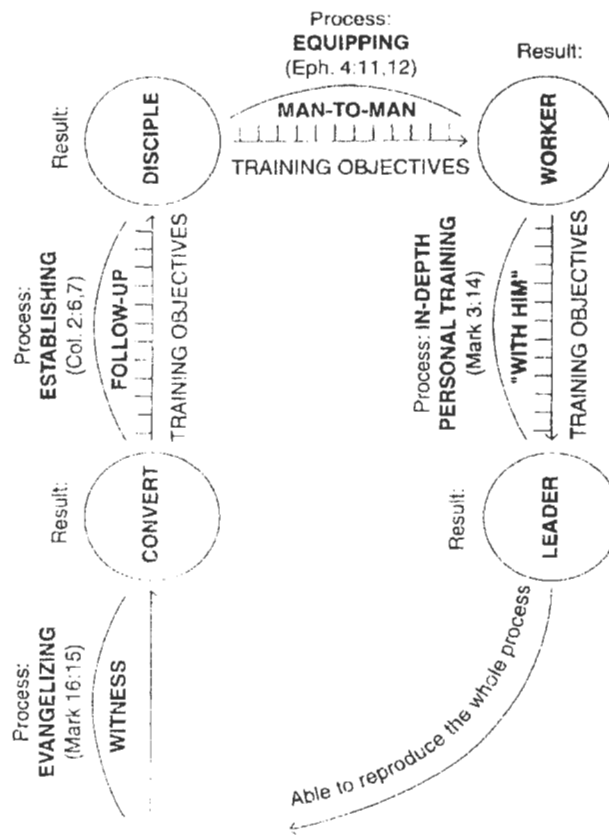 Process:
EVANGELIZING
(Mark 16:15)
WITNESS
Result:
CONVERT
Process:
ESTABLISHING
(Col. 2:6,7)
FOLLOW-UP
TRAINING OBJECTIVES
Result:
DISCIPLE
Process:
EQUIPPING
(Eph. 4:11,12)
MAN-TO-MAN
TRAINING OBJECTIVES
Result:
WORKER
Process: IN-DEPTH
PERSONAL TRAINING
(Mark 3:14)
"WITH HIM"
TRAINING OBJECTIVES
Result:
LEADER
Able to reproduce the whole process